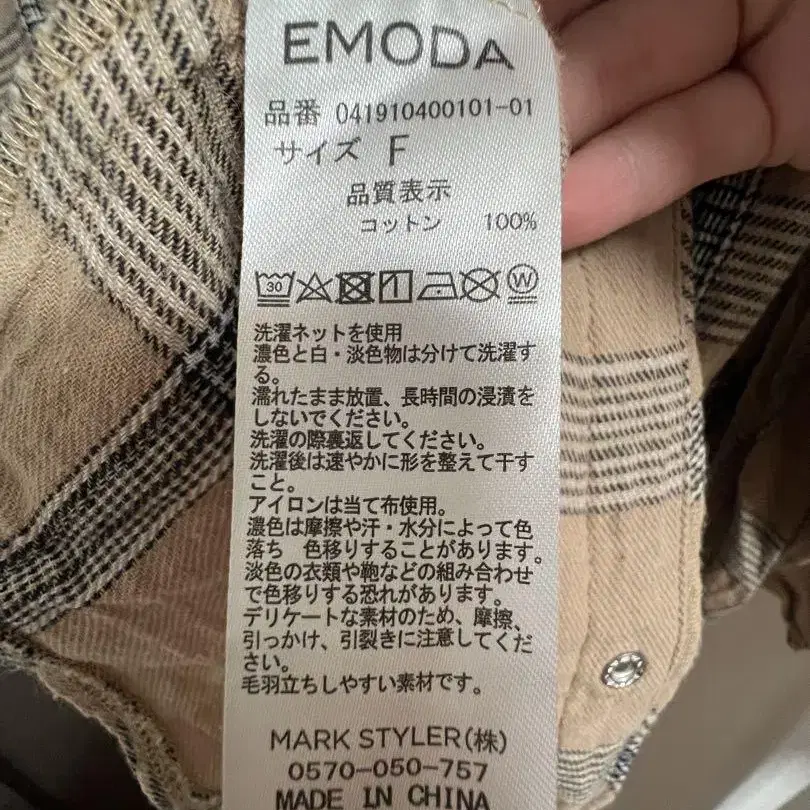 EMODA
品番 041910400101-01
サイズ F
品質表示
コットン 100%
30 1 W
洗濯ネットを使用
濃色と白・淡色物は分けて洗濯す
る。
濡れたまま放置、長時間の浸漬を
しないでください。
洗濯の際裏返してください。
洗濯後は速やかに形を整えて干す
こと。
アイロンは当て布使用。
濃色は摩擦や汗・水分によって色
落ち 色移りすることがあります。
淡色の衣類や鞄などの組み合わせ
で色移りする恐れがあります。
デリケートな素材のため、摩擦、
引っかけ、引裂きに注意してくだ
さい。
毛羽立ちしやすい素材です。
MARK STYLER(株)
0570-050-757
MADE IN CHINA